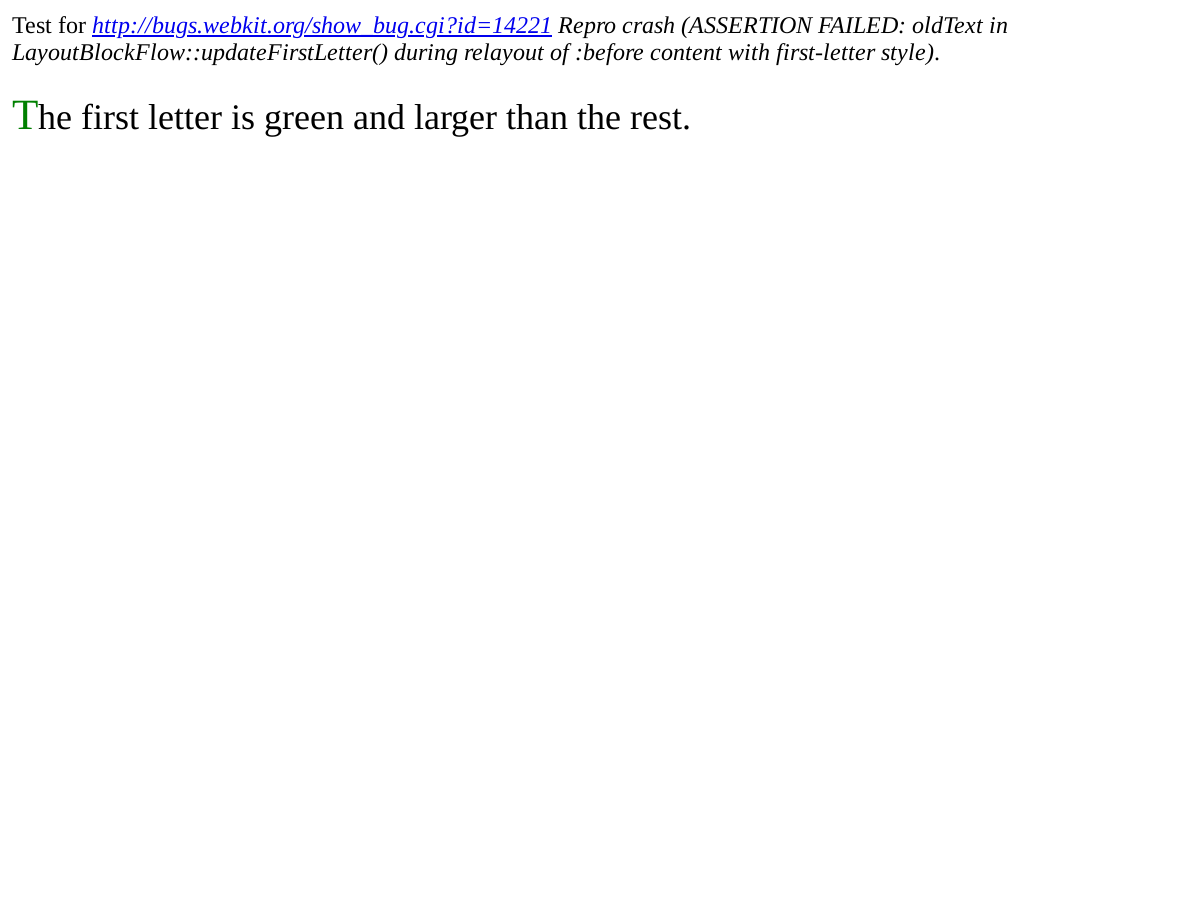 Test for http://bugs.webkit.org/show_bug.cgi?id=14221 Repro crash (ASSERTION FAILED: oldText in
LayoutBlockFlow::updateFirstLetter() during relayout of :before content with first-letter style).
The first letter is green and larger than the rest.